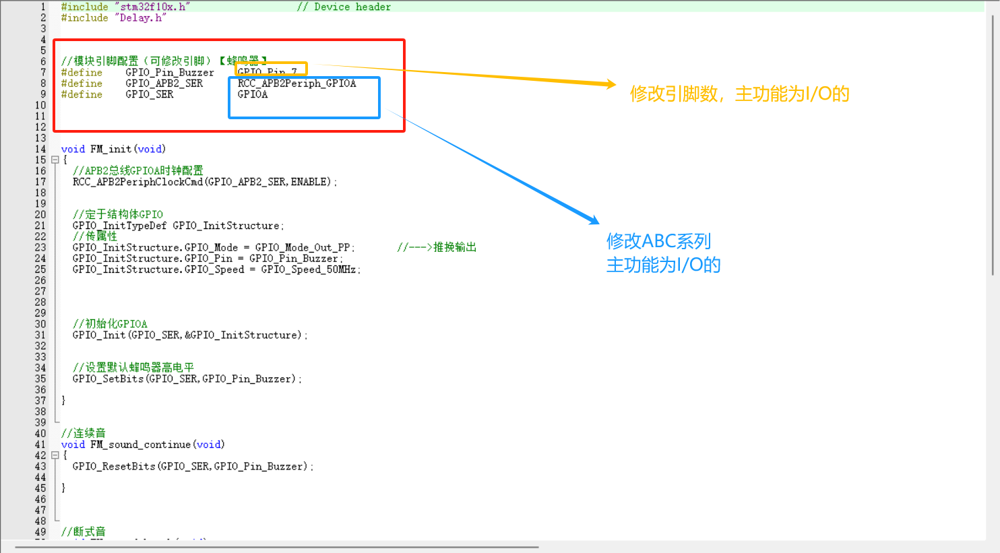 1 #include "stm32f10x.h" // Device header
2 #include "Delay.h"
3
4
5
6 //模块引脚配置（可修改引脚）【蜂鸣器】
7 #define GPIO_Pin_Buzzer GPIO_Pin_7
8 #define GPIO_APB2_SER RCC_APB2Periph_GPIOA
9 #define GPIO_SER GPIOA
10
11
12
13
14 void FM_init(void)
15 {
16 //APB2总线GPIOA时钟配置
17 RCC_APB2PeriphClockCmd(GPIO_APB2_SER,ENABLE);
18
19
20 //定于结构体GPIO
21 GPIO_InitTypeDef GPIO_InitStructure;
22 //传属性
23 GPIO_InitStructure.GPIO_Mode = GPIO_Mode_Out_PP; //--->推挽输出
24 GPIO_InitStructure.GPIO_Pin = GPIO_Pin_Buzzer;
25 GPIO_InitStructure.GPIO_Speed = GPIO_Speed_50MHz;
26
27
28
29
30 //初始化GPIOA
31 GPIO_Init(GPIO_SER,&GPIO_InitStructure);
32
33
34 //设置默认蜂鸣器高电平
35 GPIO_SetBits(GPIO_SER,GPIO_Pin_Buzzer);
36
37 }
38
39
40 //连续音
41 void FM_sound_continue(void)
42 {
43 GPIO_ResetBits(GPIO_SER,GPIO_Pin_Buzzer);
44
45 }
46
47
48
49 //断式音
修改引脚数，主功能为I/O的
修改ABC系列
主功能为I/O的